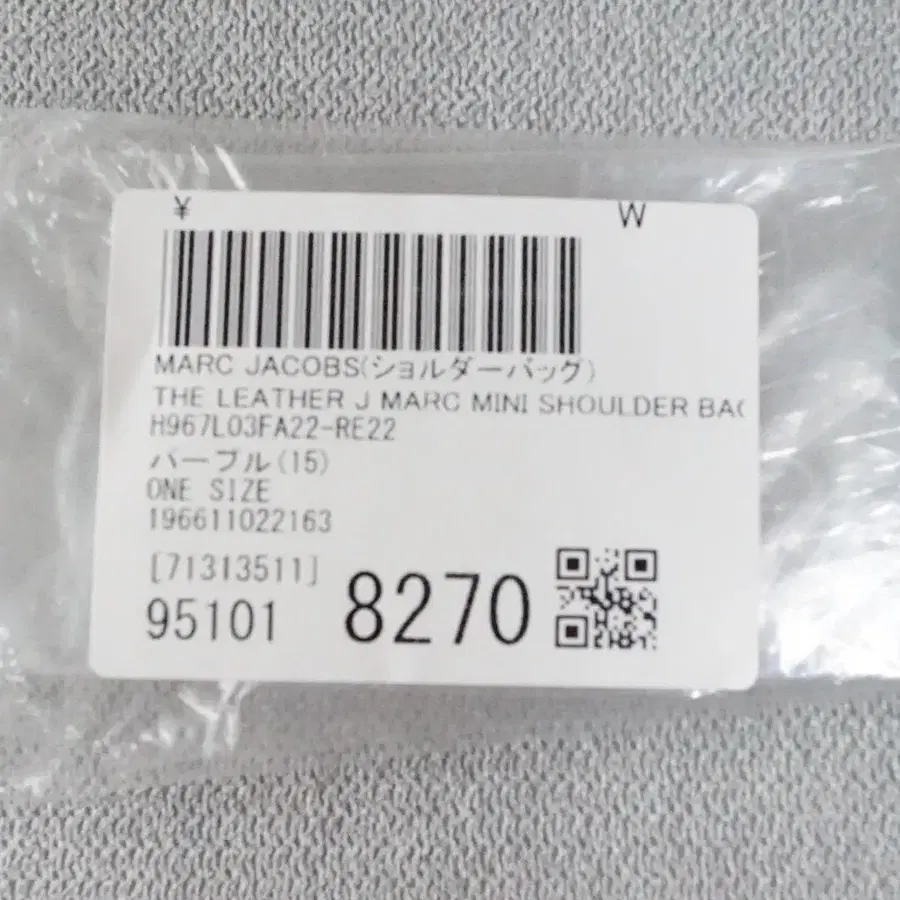 ¥ W
MARC JACOBS(ショルダーバッグ)
THE LEATHER J MARC MINI SHOULDER BAG
H967L03FA22-RE22
パープル(15)
ONE SIZE
196611022163
[71313511]
95101 8270